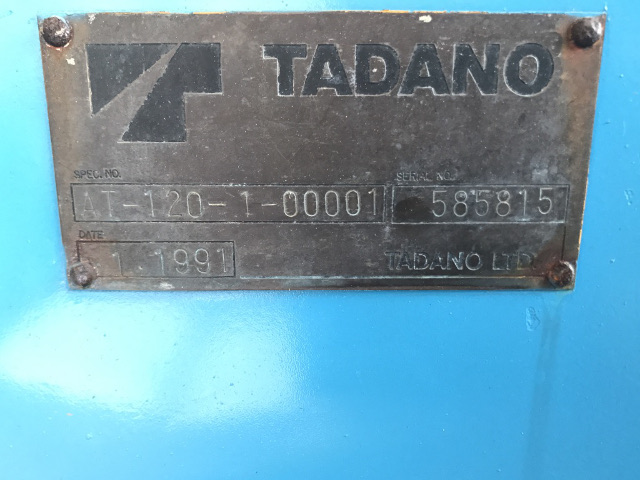 TADANO
SPEC. NO. SERIAL NO.
AT-120-1-00001 585815
DATE
1.1991 TADANO LTD.